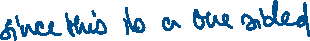 since this is a one sided